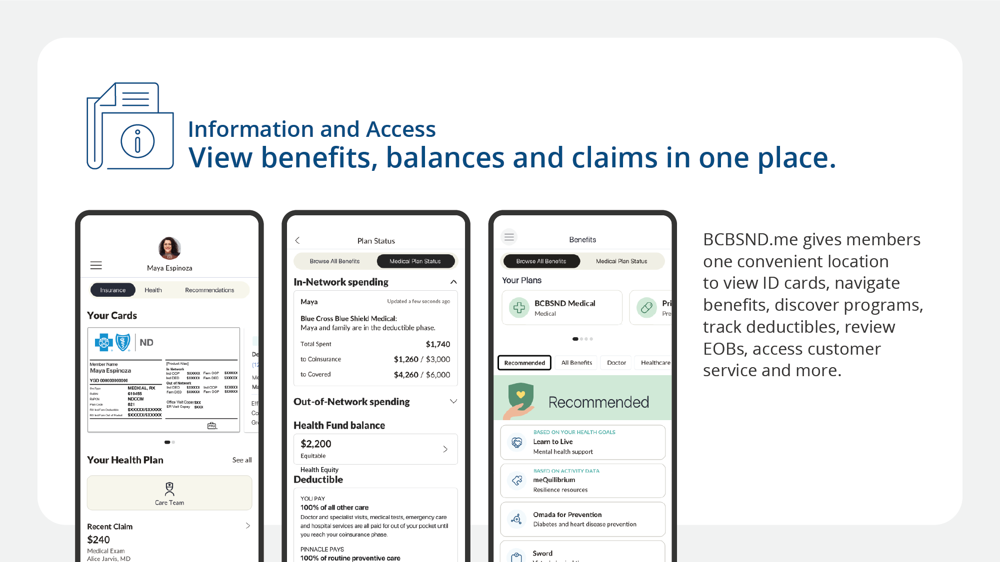 Information and Access
View benefits, balances and claims in one place.
Maya Espinoza
Insurance Health Recommendations
Your Cards
ND
Member Name
Maya Espinoza
YGD 000000000000
SvcType MEDICAL, RX
RxBIN 610455
RxPCN NDCOM
Plan Code 821
RX Ind/Fam Deductible $XXXXX/$XXXXX
RX Ind/Fam Out of Pocket $XXXXX/$XXXXX
[Product Alias]
In Network
Ind OOP $XXXXX Fam OOP $XXXXX
Ind DED $XXXXX Fam DED $XXXXX
Out of Network
Ind DED $XXXXX Ind OOP $XXXXX
Fam DED $XXXXX Fam OOP $XXXXX
Office Visit Copay $XX
ER Visit Copay $XXX
PPO
De
(12
Me
Ma
Eff
Co
Gro
Your Health Plan See all
Care Team
Recent Claim
$240
Medical Exam
Alice Jarvis, MD
Plan Status
Browse All Benefits Medical Plan Status
In-Network spending
Maya Updated a few seconds ago
Blue Cross Blue Shield Medical:
Maya and family are in the deductible phase.
Total Spent $1,740
to Coinsurance $1,260 / $3,000
to Covered $4,260 / $6,000
Out-of-Network spending
Health Fund balance
$2,200
Equitable
Health Equity
Deductible
YOU PAY
100% of all other care
Doctor and specialist visits, medical tests, emergency care
and hospital services are all paid for out of your pocket until
you reach your coinsurance phase.
PINNACLE PAYS
100% of routine preventive care
Benefits
Browse All Benefits Medical Plan Status
Your Plans
BCBSND Medical
Medical
Pri
Pre
Recommended All Benefits Doctor Healthcare
Recommended
BASED ON YOUR HEALTH GOALS
Learn to Live
Mental health support
BASED ON ACTIVITY DATA
meQuilibrium
Resilience resources
Omada for Prevention
Diabetes and heart disease prevention
Sword
BCBSND.me gives members
one convenient location
to view ID cards, navigate
benefits, discover programs,
track deductibles, review
EOBs, access customer
service and more.